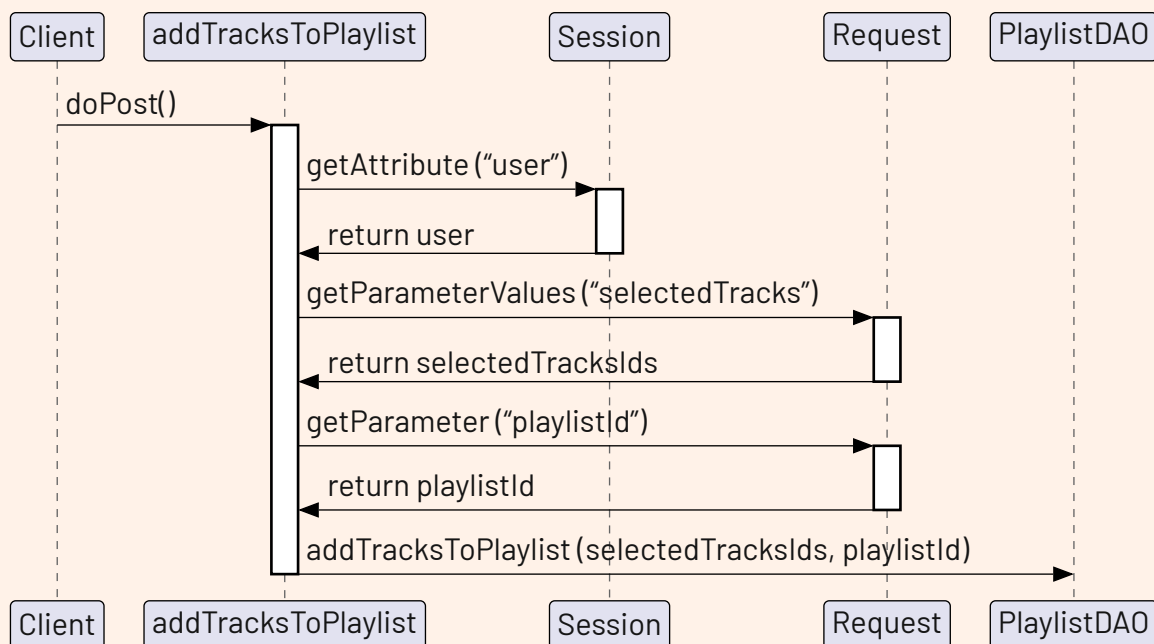 Client addTracksToPlaylist Session Request PlaylistDAO
doPost()
getAttribute (“user”)
return user
getParameterValues (“selectedTracks”)
return selectedTracksIds
getParameter (“playlistId”)
return playlistId
addTracksToPlaylist (selectedTracksIds, playlistId)
Client addTracksToPlaylist Session Request PlaylistDAO